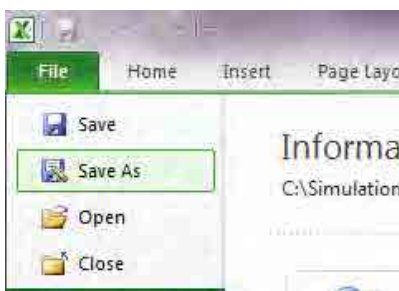 File Home Insert Page Layo
Save
Save As
Open
Close
Informa
C:\Simulation